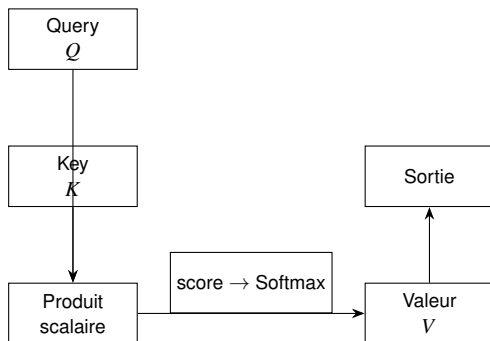 Query
Q
Key
K
Sortie
score → Softmax
Produit
scalaire
Valeur
V